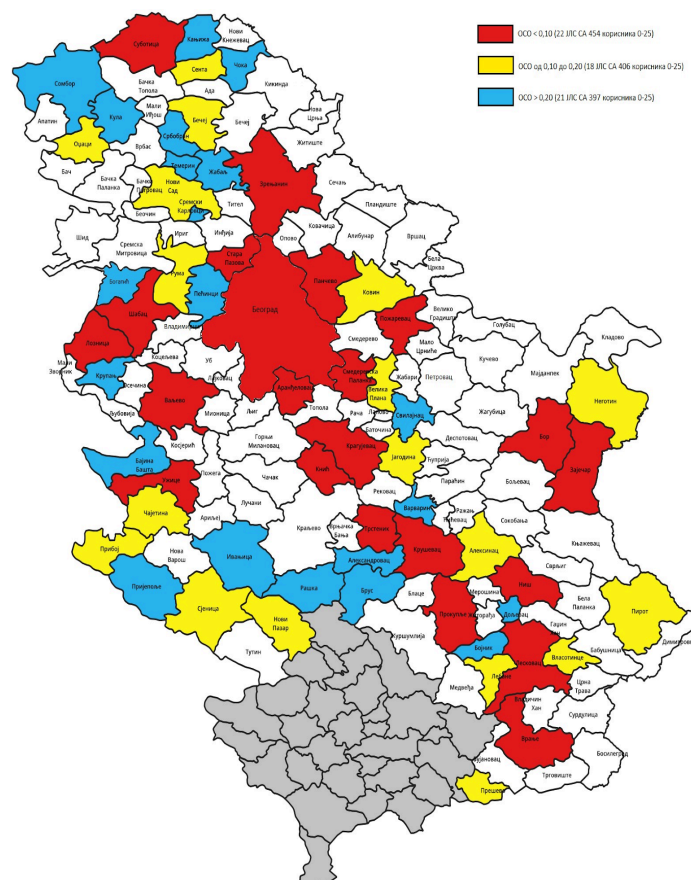 ОСО < 0,10 (22 ЈЛС СА 454 корисника 0-25)
ОСО од 0,10 до 0,20 (18 ЈЛС СА 406 корисника 0-25)
ОСО > 0,20 (21 ЈЛС СА 397 корисника 0-25)
Суботица
Кањижа
Нови
Кнежевац
Сента
Чока
Сомбор
Бачка
Топола
Ада
Кикинда
Апатин
Кула
Мали
Иђош
Бечеј
Бечеј
Нова
Црња
Србобран
Житиште
Оџаци
Врбас
Темерин
Жабаљ
Зрењанин
Сечањ
Бач
Бачка
Паланка
Бачка
Нови
Сад
Пландиште
Сремски
Карловци
Тител
Беочин
Шид
Сремска
Митровица
Ириг
Инђија
Опово
Ковачица
Алибунар
Вршац
Бела
Црква
Стара
Пазова
Рума
Панчево
Ковин
Богатић
Пећинци
Шабац
Београд
Пожаревац
Велико
Градиште
Голубац
Кладово
Лозница
Смедерево
Мало
Црниће
Кучево
Мајданпек
Мали
Зворник
Коцељева
Уб
Лајковац
Смедеревска
Паланка
Жабари
Петровац
Неготин
Крупањ
Аранђеловац
Велика
Плана
Ваљево
Мионица
Љиг
Топола
Рача
Лапово
Жагубица
Љубовија
Свилајнац
Баточина
Деспотовац
Бор
Косјерић
Горњи
Милановац
Крагујевац
Зајечар
Бајина
Башта
Пожега
Чачак
Кнић
Јагодина
Ћуприја
Бољевац
Ужице
Параћин
Лучани
Рековац
Чајетина
Ариље
Краљево
Врњачка
Бања
Трстеник
Варварин
Ражањ
Сокобања
Књажевац
Прибој
Нова
Варош
Ивањица
Крушевац
Алексинац
Александровац
Сврљиг
Пријепоље
Рашка
Брус
Блаце
Мерошина
Ниш
Бела
Паланка
Сјеница
Нови
Пазар
Прокупље
Дољевац
Пирот
Тутин
Куршумлија
Бојник
Лесковац
Власотинце
Бабушница
Медвеђа
Лебане
Црна
Трава
Хан
Сурдулица
Врање
Босилеград
Трговиште
Прешево